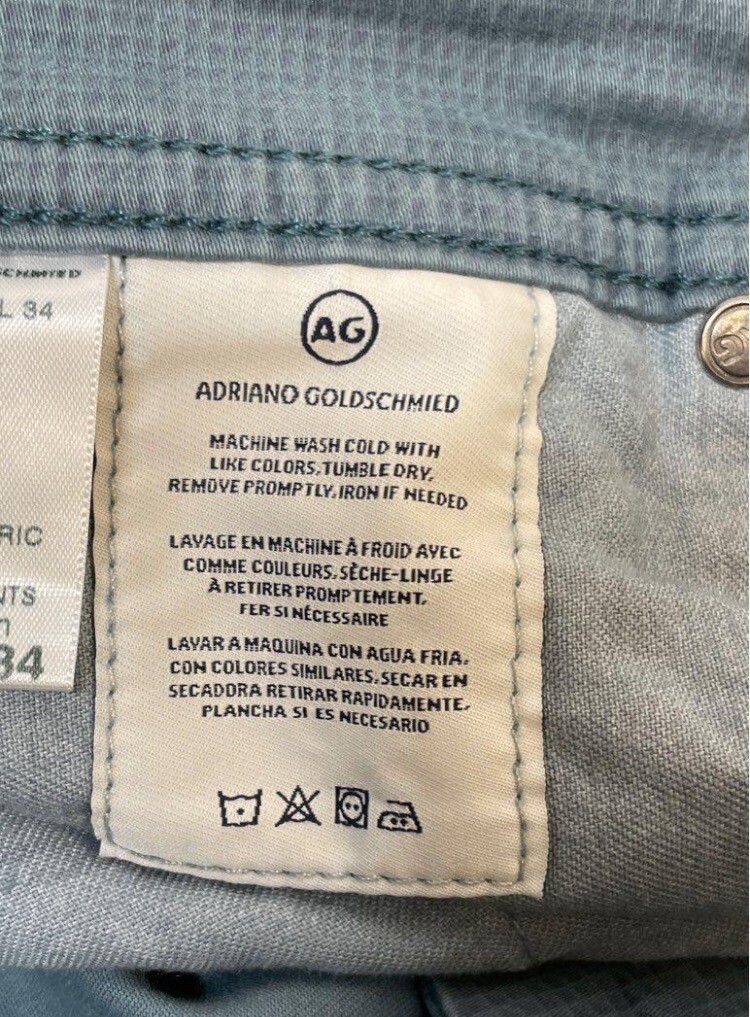 L 34
RIC
34
AG
ADRIANO GOLDSCHMIED
MACHINE WASH COLD WITH
LIKE COLORS, TUMBLE DRY,
REMOVE PROMPTLY, IRON IF NEEDED
LAVAGE EN MACHINE À FROID AVEC
COMME COULEURS, SÈCHE-LINGE
À RETIRER PROMPTEMENT,
FER SI NÉCESSAIRE
LAVAR A MAQUINA CON AGUA FRIA,
CON COLORES SIMILARES, SECAR EN
SECADORA RETIRAR RAPIDAMENTE,
PLANCHA SI ES NECESARIO